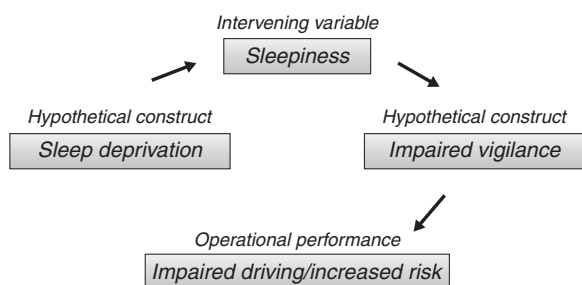 Intervening variable
Sleepiness
Hypothetical construct
Sleep deprivation
Hypothetical construct
Impaired vigilance
Operational performance
Impaired driving/increased risk